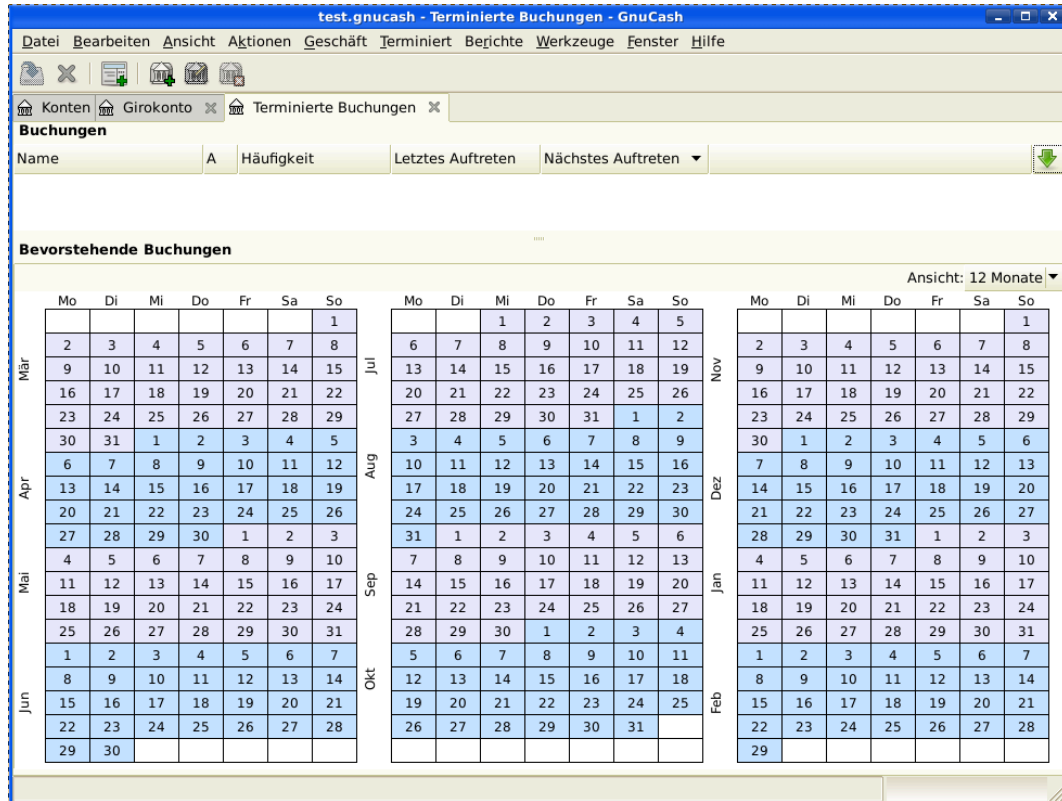 test.gnucash - Terminierte Buchungen - GnuCash
Datei Bearbeiten Ansicht Aktionen Geschäft Terminiert Berichte Werkzeuge Fenster Hilfe
Konten Girokonto Terminierte Buchungen
Buchungen
Name A Häufigkeit Letztes Auftreten Nächstes Auftreten
Bevorstehende Buchungen
Ansicht: 12 Monate
Mo Di Mi Do Fr Sa So
Mär
1
2 3 4 5 6 7 8
9 10 11 12 13 14 15
16 17 18 19 20 21 22
23 24 25 26 27 28 29
30 31 1 2 3 4 5
Apr
6 7 8 9 10 11 12
13 14 15 16 17 18 19
20 21 22 23 24 25 26
27 28 29 30 1 2 3
Mai
4 5 6 7 8 9 10
11 12 13 14 15 16 17
18 19 20 21 22 23 24
25 26 27 28 29 30 31
Jun
1 2 3 4 5 6 7
8 9 10 11 12 13 14
15 16 17 18 19 20 21
22 23 24 25 26 27 28
29 30
Mo Di Mi Do Fr Sa So
Jul
1 2 3 4 5
6 7 8 9 10 11 12
13 14 15 16 17 18 19
20 21 22 23 24 25 26
27 28 29 30 31 1 2
Aug
3 4 5 6 7 8 9
10 11 12 13 14 15 16
17 18 19 20 21 22 23
24 25 26 27 28 29 30
31 1 2 3 4 5 6
Sep
7 8 9 10 11 12 13
14 15 16 17 18 19 20
21 22 23 24 25 26 27
28 29 30 1 2 3 4
Okt
5 6 7 8 9 10 11
12 13 14 15 16 17 18
19 20 21 22 23 24 25
26 27 28 29 30 31
Mo Di Mi Do Fr Sa So
Nov
1
2 3 4 5 6 7 8
9 10 11 12 13 14 15
16 17 18 19 20 21 22
23 24 25 26 27 28 29
30 1 2 3 4 5 6
Dez
7 8 9 10 11 12 13
14 15 16 17 18 19 20
21 22 23 24 25 26 27
28 29 30 31 1 2 3
Jan
4 5 6 7 8 9 10
11 12 13 14 15 16 17
18 19 20 21 22 23 24
25 26 27 28 29 30 31
Feb
1 2 3 4 5 6 7
8 9 10 11 12 13 14
15 16 17 18 19 20 21
22 23 24 25 26 27 28
29